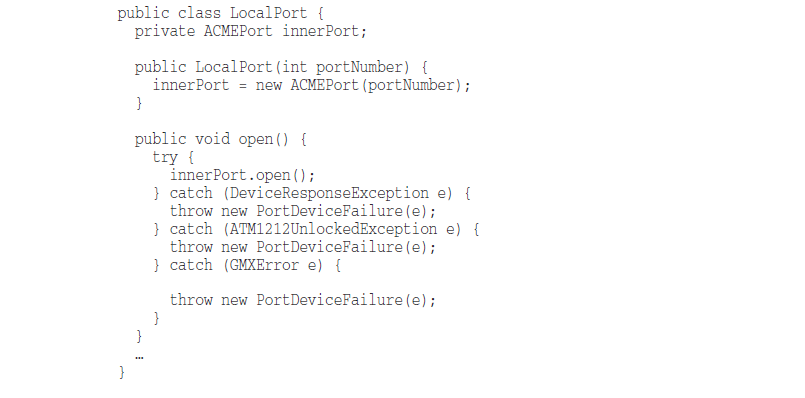 public class LocalPort {
  private ACMEPort innerPort;

  public LocalPort(int portNumber) {
    innerPort = new ACMEPort(portNumber);
  }

  public void open() {
    try {
      innerPort.open();
    } catch (DeviceResponseException e) {
      throw new PortDeviceFailure(e);
    } catch (ATM1212UnlockedException e) {
      throw new PortDeviceFailure(e);
    } catch (GMXError e) {

      throw new PortDeviceFailure(e);
    }
  }
  …
}